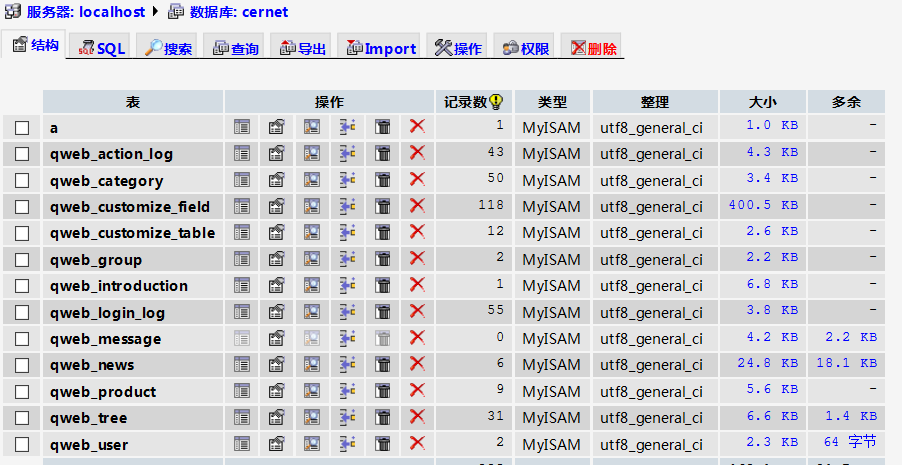 服务器: localhost 数据库: cernet
结构 SQL 搜索 查询 导出 Import 操作 权限 删除
表 操作 记录数 类型 整理 大小 多余
a 1 MyISAM utf8_general_ci 1.0 KB -
qweb_action_log 43 MyISAM utf8_general_ci 4.3 KB -
qweb_category 50 MyISAM utf8_general_ci 3.4 KB -
qweb_customize_field 118 MyISAM utf8_general_ci 400.5 KB -
qweb_customize_table 12 MyISAM utf8_general_ci 2.6 KB -
qweb_group 2 MyISAM utf8_general_ci 2.2 KB -
qweb_introduction 1 MyISAM utf8_general_ci 6.8 KB -
qweb_login_log 55 MyISAM utf8_general_ci 3.8 KB -
qweb_message 0 MyISAM utf8_general_ci 4.2 KB 2.2 KB
qweb_news 6 MyISAM utf8_general_ci 24.8 KB 18.1 KB
qweb_product 9 MyISAM utf8_general_ci 5.6 KB -
qweb_tree 31 MyISAM utf8_general_ci 6.6 KB 1.4 KB
qweb_user 2 MyISAM utf8_general_ci 2.3 KB 64 字节